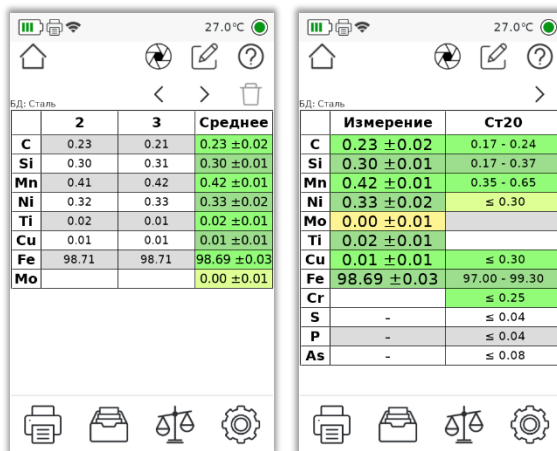 27.0℃
БД: Сталь
2 3 Среднее
C 0.23 0.21 0.23 ±0.02
Si 0.30 0.31 0.30 ±0.01
Mn 0.41 0.42 0.42 ±0.01
Ni 0.32 0.33 0.33 ±0.02
Ti 0.02 0.01 0.02 ±0.01
Cu 0.01 0.01 0.01 ±0.01
Fe 98.71 98.71 98.69 ±0.03
Mo 0.00 ±0.01
27.0℃
БД: Сталь
Измерение Ст20
C 0.23 ±0.02 0.17 - 0.24
Si 0.30 ±0.01 0.17 - 0.37
Mn 0.42 ±0.01 0.35 - 0.65
Ni 0.33 ±0.02 ≤ 0.30
Mo 0.00 ±0.01
Ti 0.02 ±0.01
Cu 0.01 ±0.01 ≤ 0.30
Fe 98.69 ±0.03 97.00 - 99.30
Cr ≤ 0.25
S - ≤ 0.04
P - ≤ 0.04
As - ≤ 0.08